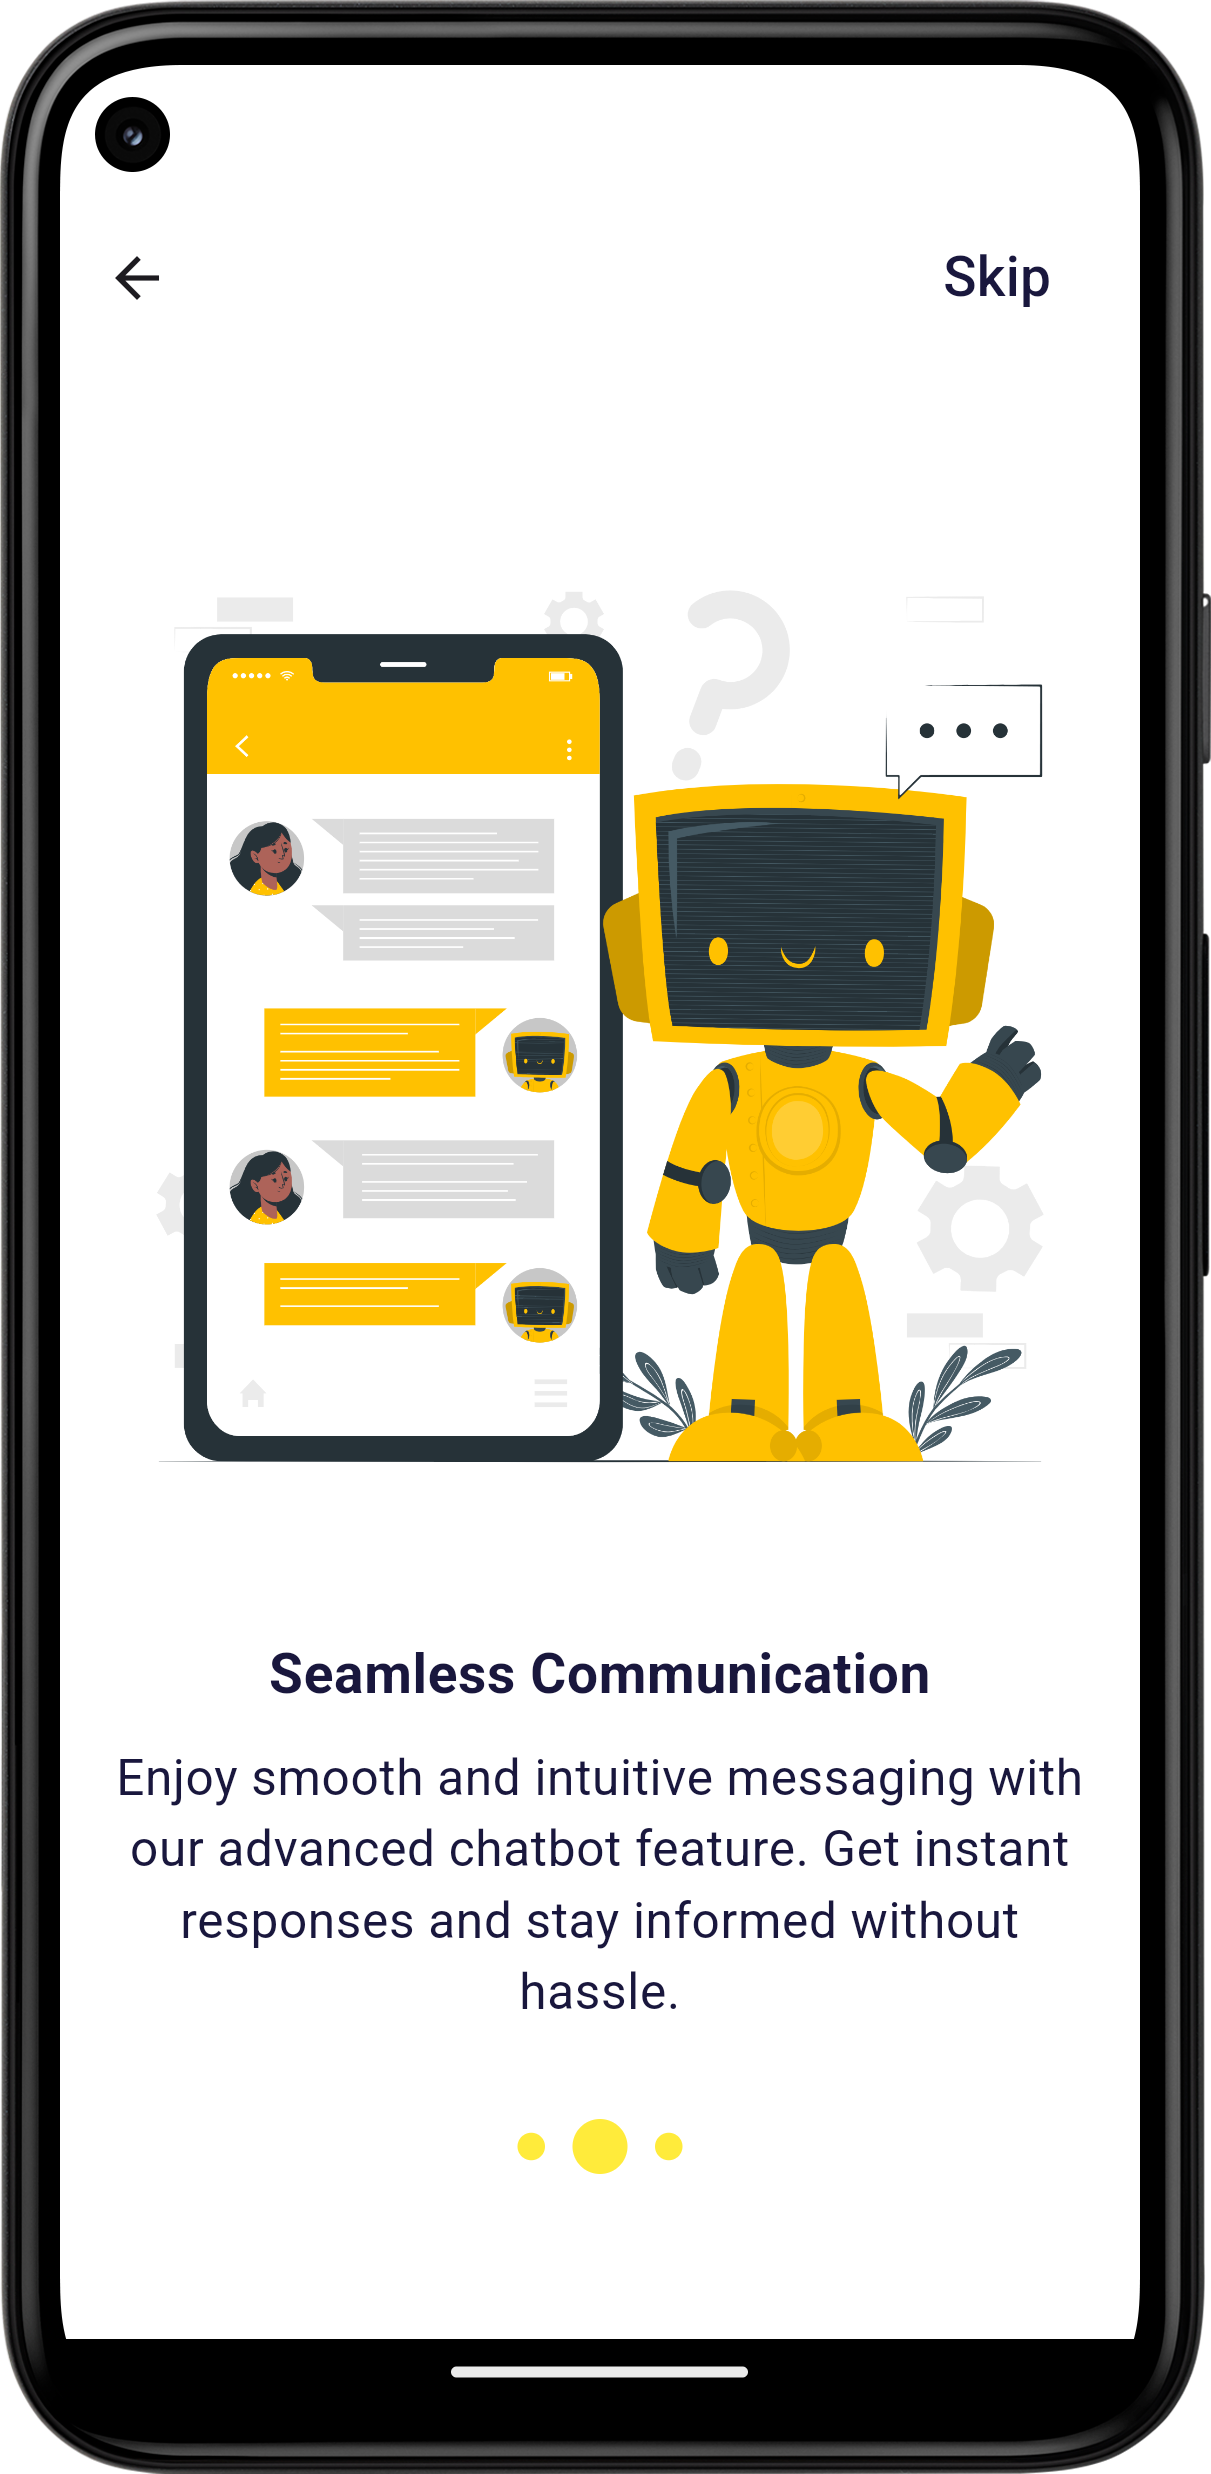 Skip
Seamless Communication
Enjoy smooth and intuitive messaging with
our advanced chatbot feature. Get instant
responses and stay informed without
hassle.